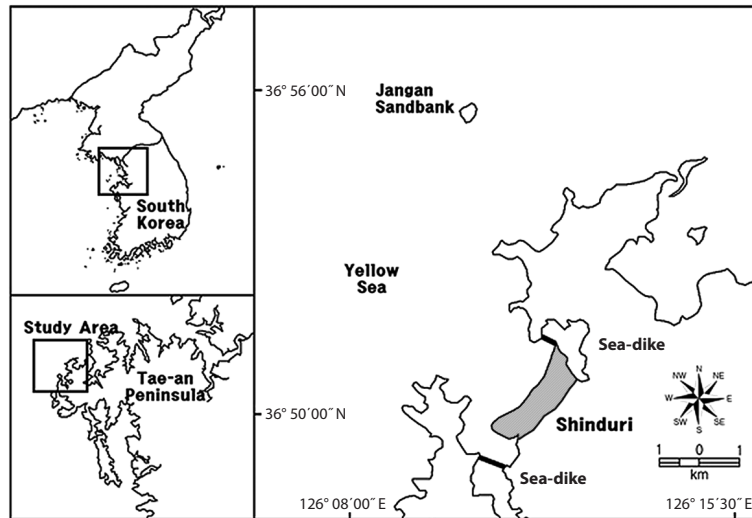 South
Korea
Study Area
Tae-an
Peninsula
36° 56′00″N
Jangan
Sandbank
Yellow
Sea
Sea-dike
36° 50′00″N
Shinduri
Sea-dike
N
NE
E
SE
S
SW
W
NW
1 0 1
km
126° 08′00″E
126° 15′30″E